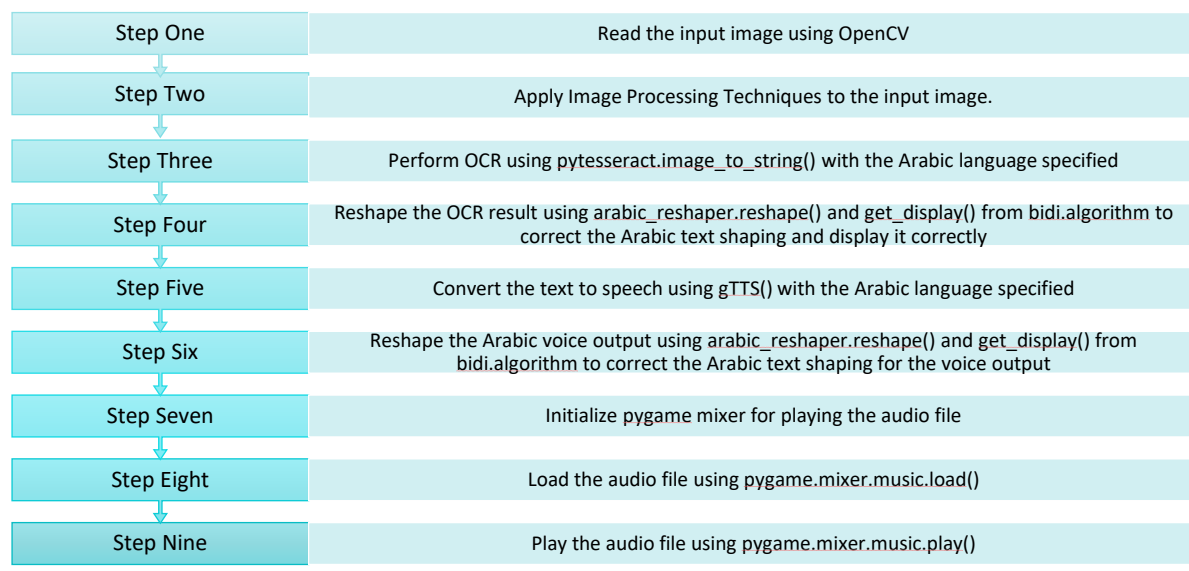 Step One
Read the input image using OpenCV
Step Two
Apply Image Processing Techniques to the input image.
Step Three
Perform OCR using pytesseract.image_to_string() with the Arabic language specified
Step Four
Reshape the OCR result using arabic_reshaper.reshape() and get_display() from bidi.algorithm to
correct the Arabic text shaping and display it correctly
Step Five
Convert the text to speech using gTTS() with the Arabic language specified
Step Six
Reshape the Arabic voice output using arabic_reshaper.reshape() and get_display() from
bidi.algorithm to correct the Arabic text shaping for the voice output
Step Seven
Initialize pygame mixer for playing the audio file
Step Eight
Load the audio file using pygame.mixer.music.load()
Step Nine
Play the audio file using pygame.mixer.music.play()